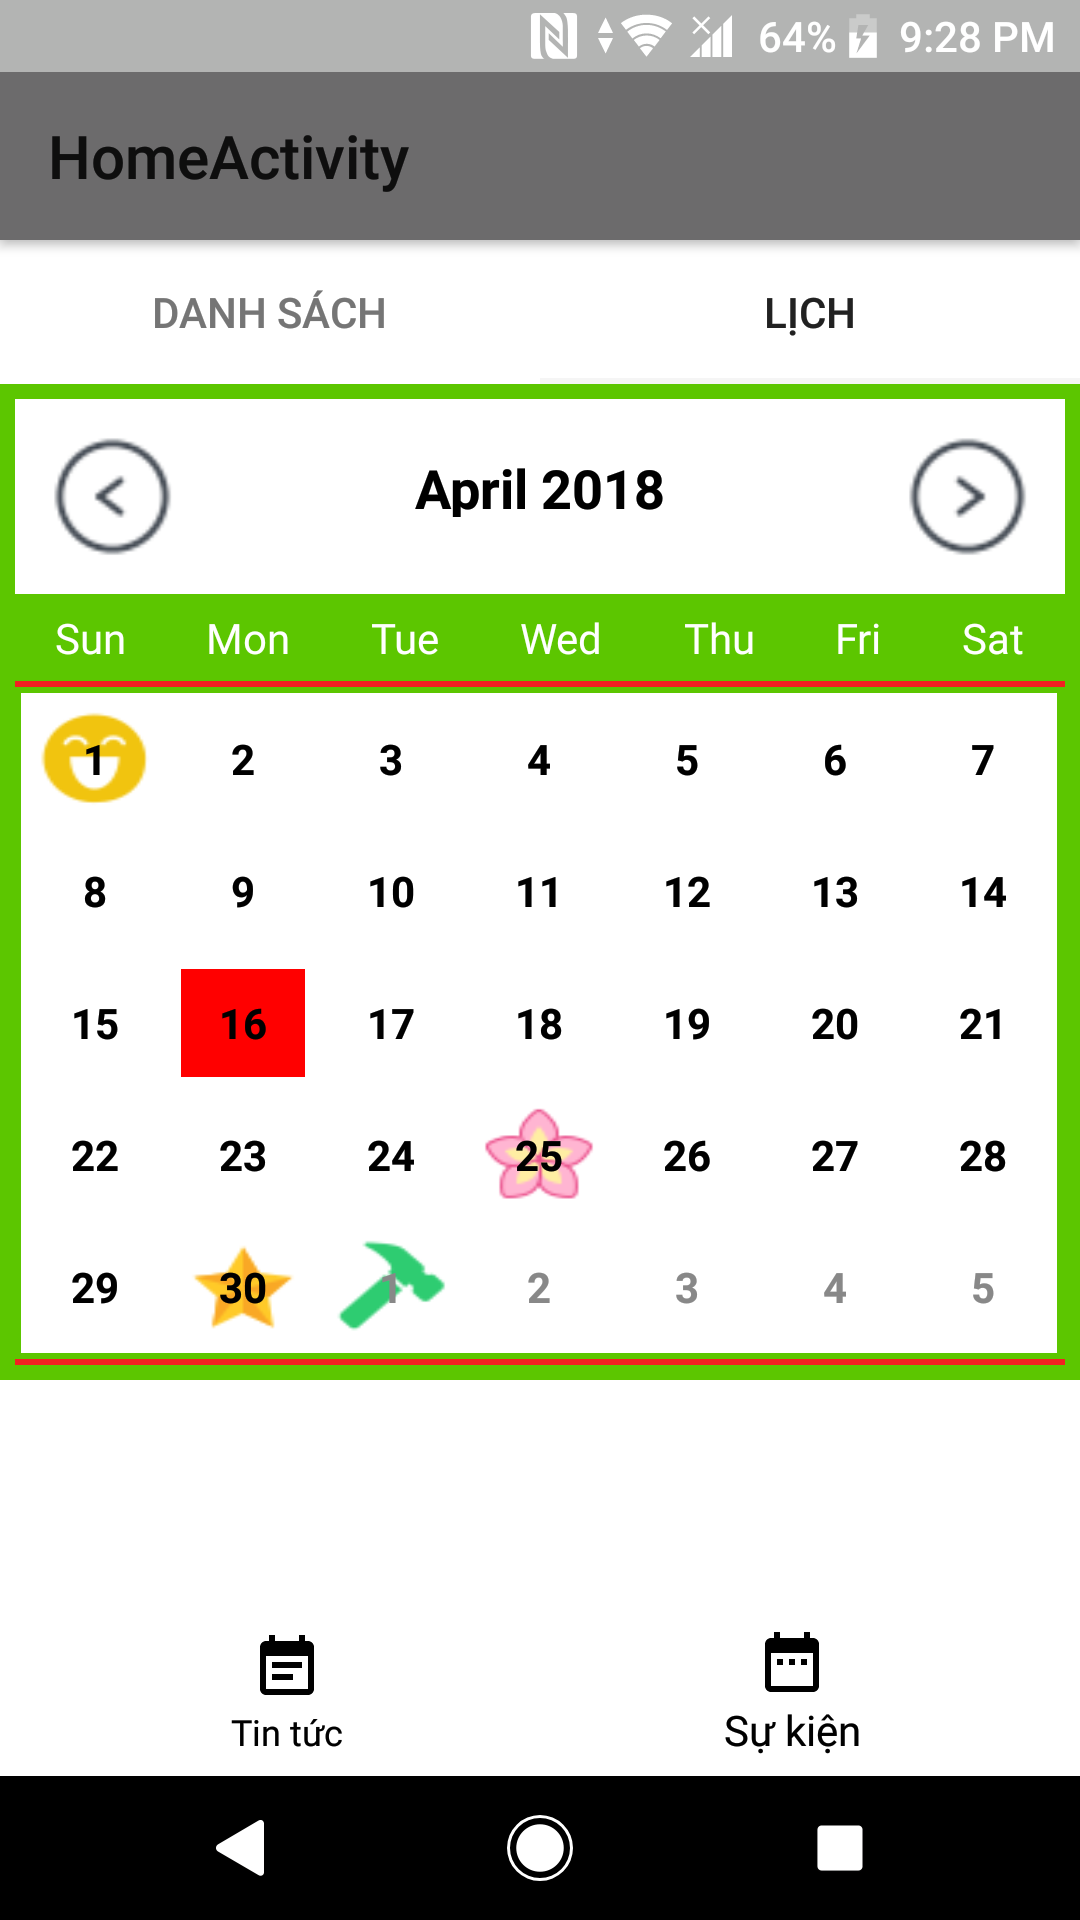 64% 9:28 PM
HomeActivity
DANH SÁCH LỊCH
April 2018
Sun Mon Tue Wed Thu Fri Sat
1 2 3 4 5 6 7
8 9 10 11 12 13 14
15 16 17 18 19 20 21
22 23 24 25 26 27 28
29 30 1 2 3 4 5
Tin tức Sự kiện